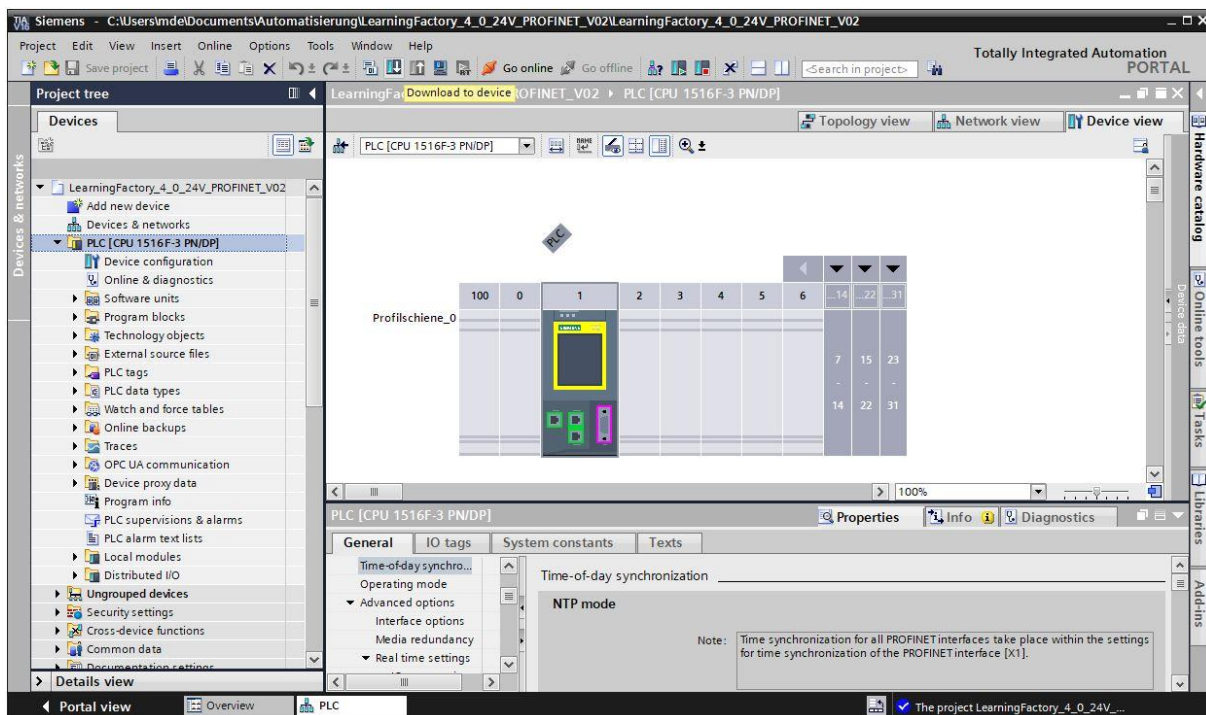 Siemens - C:\Users\mde\Documents\Automatisierung\LearningFactory_4_0_24V_PROFINET_V02\LearningFactory_4_0_24V_PROFINET_V02
Project Edit View Insert Online Options Tools Window Help
Totally Integrated Automation
PORTAL
Save project Go online Go offline <Search in project>
Project tree
Download to device
OFINET_V02 PLC [CPU 1516F-3 PN/DP]
Devices
Topology view Network view Device view
PLC [CPU 1516F-3 PN/DP]
Devices & networks
LearningFactory_4_0_24V_PROFINET_V02
Add new device
Devices & networks
PLC [CPU 1516F-3 PN/DP]
Device configuration
Online & diagnostics
Software units
Program blocks
Technology objects
External source files
PLC tags
PLC data types
Watch and force tables
Online backups
Traces
OPC UA communication
Device proxy data
Program info
PLC supervisions & alarms
PLC alarm text lists
Local modules
Distributed I/O
Ungrouped devices
Security settings
Cross-device functions
Common data
Documentation settings
Details view
PLC
100 0 1 2 3 4 5 6 ...14 ...22 ...31
Profilschiene_0
SIEMENS
7 15 23
- - -
14 22 31
100%
Device data
Hardware catalog
Online tools
Tasks
Libraries
Add-ins
PLC [CPU 1516F-3 PN/DP]
Properties Info Diagnostics
General IO tags System constants Texts
Time-of-day synchro...
Operating mode
Advanced options
Interface options
Media redundancy
Real time settings
Time-of-day synchronization
NTP mode
Note: Time synchronization for all PROFINET interfaces take place within the settings
for time synchronization of the PROFINET interface [X1].
Portal view Overview PLC
The project LearningFactory_4_0_24V_...